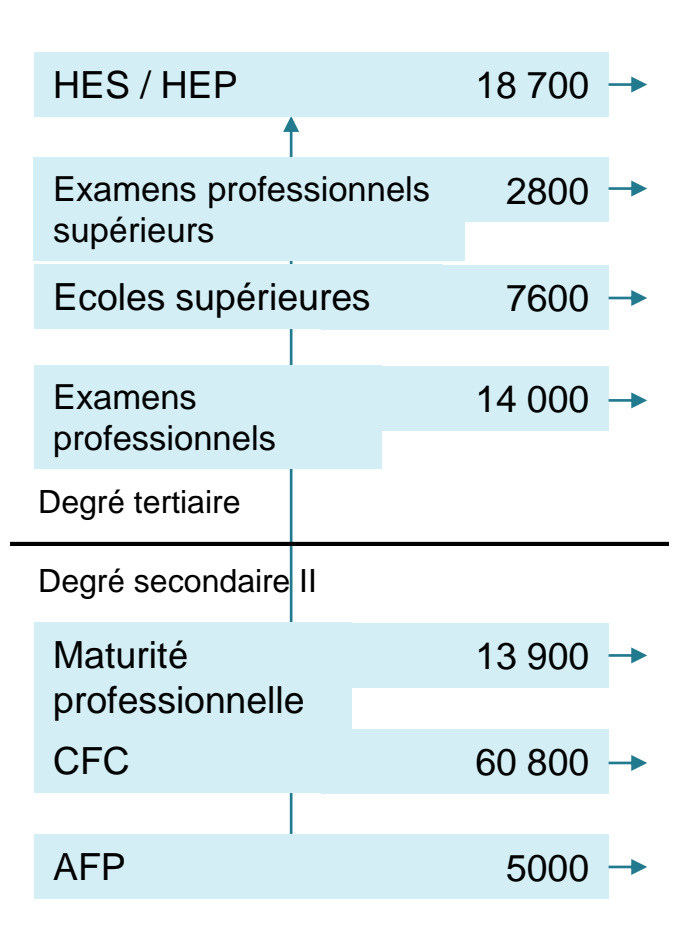 HES / HEP 18 700
Examens professionnels 2800
supérieurs
Ecoles supérieures 7600
Examens 14 000
professionnels
Degré tertiaire
Degré secondaire II
Maturité 13 900
professionnelle
CFC 60 800
AFP 5000